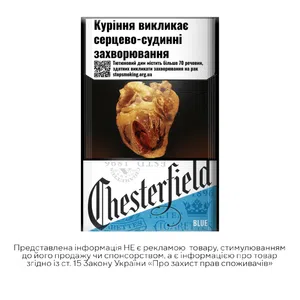 Куріння викликає
серцево-судинні
захворювання
Тютюновий дим містить більше 70 речовин,
здатних викликати захворювання на рак
stopsmoking.org.ua
Chesterfield
BLUE
Представлена інформація НЕ є рекламою товару, стимулюванням
до його продажу чи спонсорством, а є інформацією про товар
згідно із ст. 15 Закону України «Про захист прав споживачів»